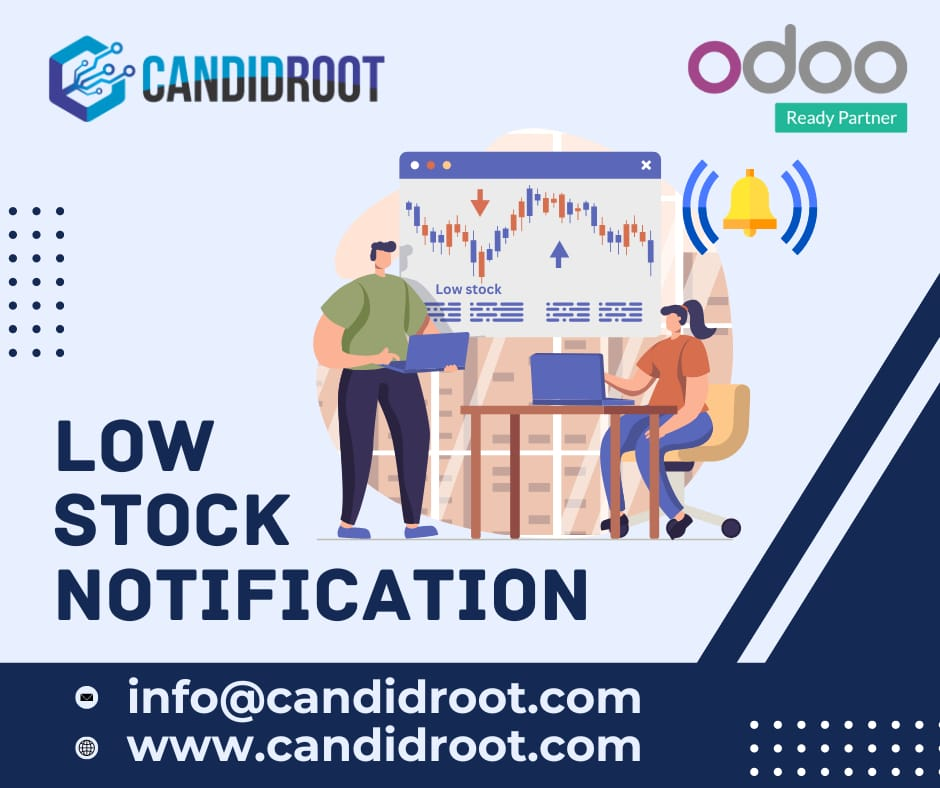 CANDIDROOT
odoo
Ready Partner
Low stock
LOW
STOCK
NOTIFICATION
info@candidroot.com
www.candidroot.com